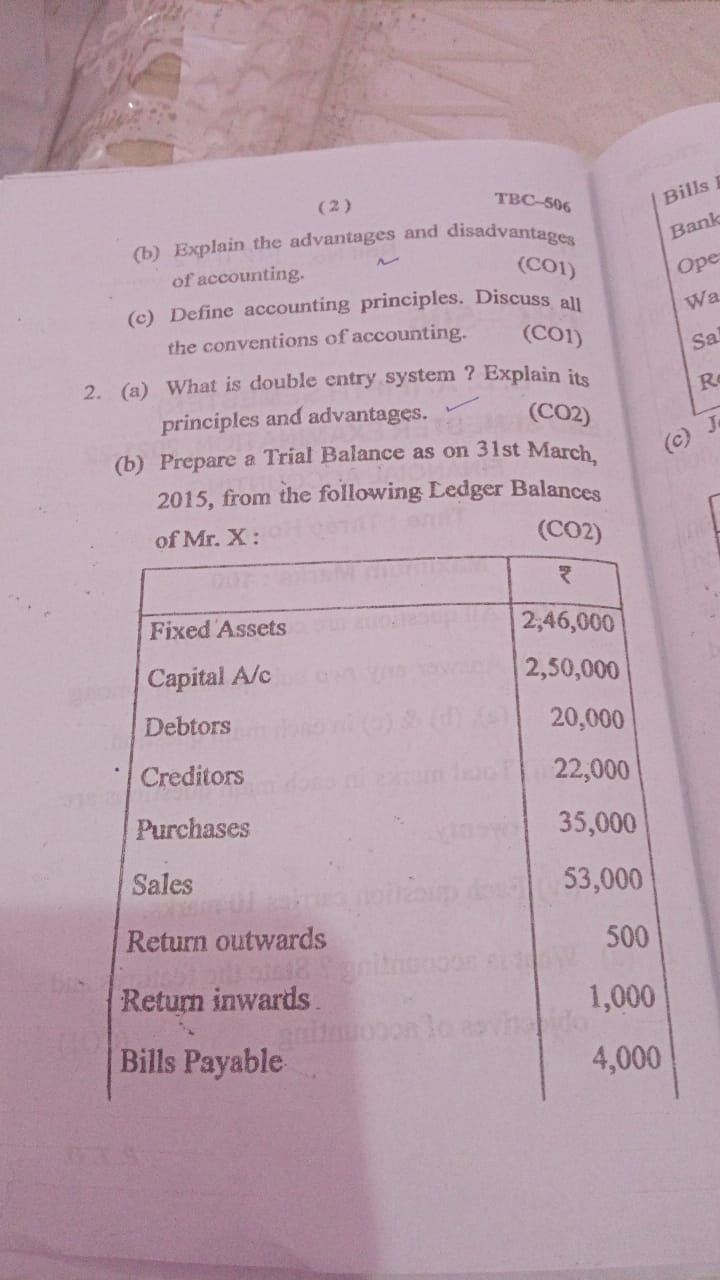 (2)
TBC-506
(b) Explain the advantages and disadvantages
of accounting. (CO1)
(c) Define accounting principles. Discuss all
the conventions of accounting. (CO1)
2. (a) What is double entry system ? Explain its
principles and advantages. (CO2)
(b) Prepare a Trial Balance as on 31st March,
2015, from the following Ledger Balances
of Mr. X : (CO2)
₹
Fixed Assets 2,46,000
Capital A/c 2,50,000
Debtors 20,000
Creditors 22,000
Purchases 35,000
Sales 53,000
Return outwards 500
Return inwards 1,000
Bills Payable 4,000
Bills
Bank
(c)